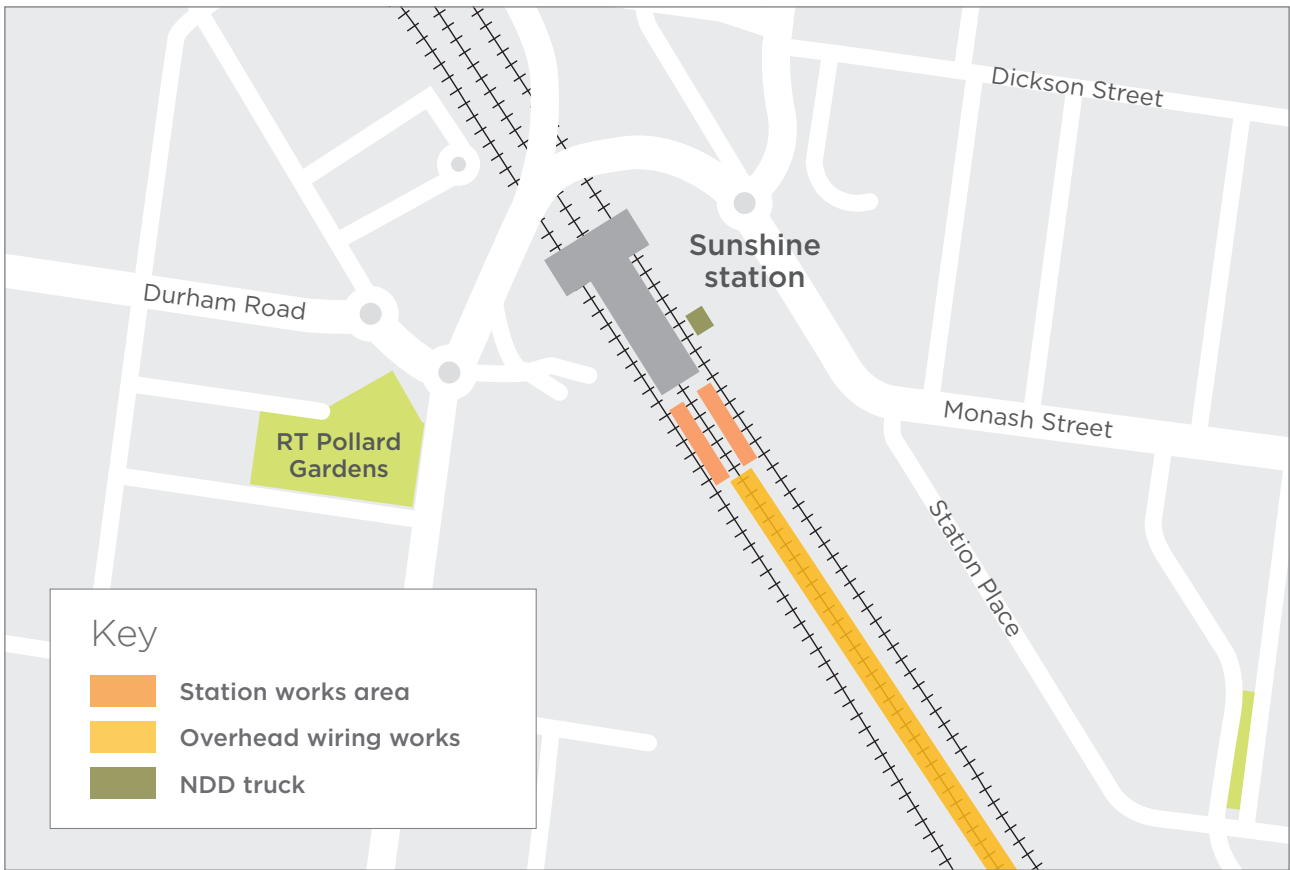 Dickson Street
Sunshine
station
Durham Road
Monash Street
RT Pollard
Gardens
Station Place
Key
Station works area
Overhead wiring works
NDD truck